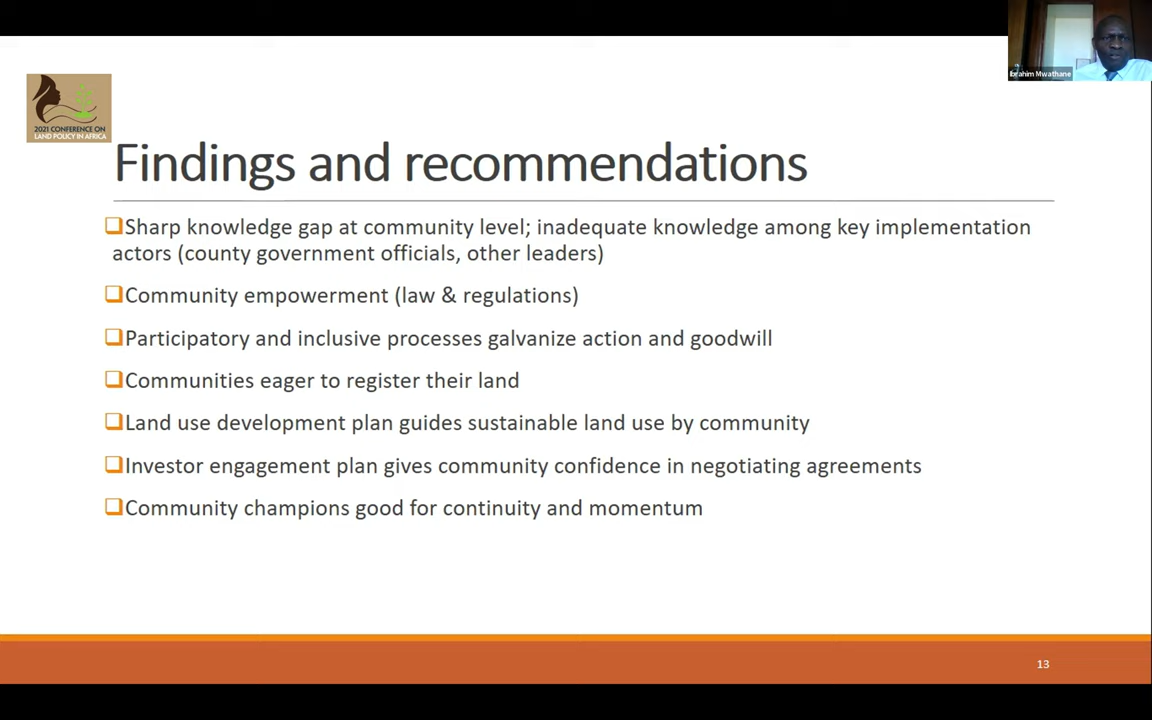 Ibrahim Mwathane
2021 CONFERENCE ON
LAND POLICY IN AFRICA
Findings and recommendations
Sharp knowledge gap at community level; inadequate knowledge among key implementation
actors (county government officials, other leaders)
Community empowerment (law & regulations)
Participatory and inclusive processes galvanize action and goodwill
Communities eager to register their land
Land use development plan guides sustainable land use by community
Investor engagement plan gives community confidence in negotiating agreements
Community champions good for continuity and momentum
13